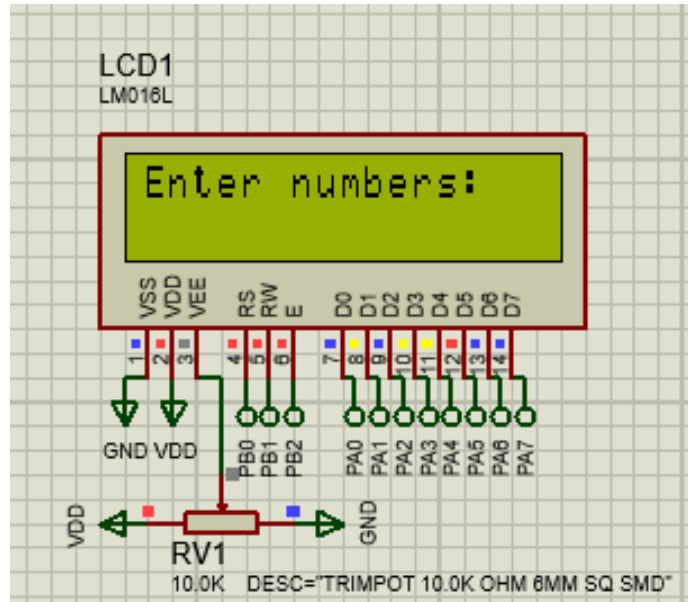 LCD1
LM016L
Enter numbers:
VSS VDD VEE RS RW E D0 D1 D2 D3 D4 D5 D6 D7
1 2 3 4 5 6 7 8 9 10 11 12 13 14
GND VDD PB0 PB1 PB2 PA0 PA1 PA2 PA3 PA4 PA5 PA6 PA7
VDD GND
RV1
10.0K DESC="TRIMPOT 10.0K OHM 6MM SQ SMD"